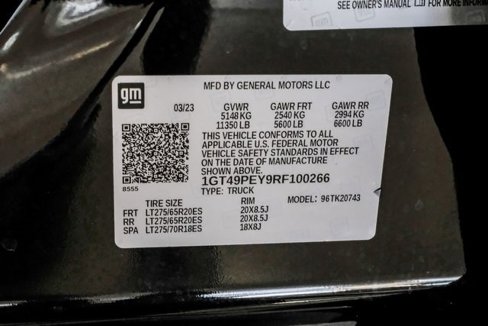 SEE OWNER'S MANUAL FOR MORE
gm
MFD BY GENERAL MOTORS LLC
03/23 GVWR GAWR FRT GAWR RR
5148 KG 2540 KG 2994 KG
11350 LB 5600 LB 6600 LB
THIS VEHICLE CONFORMS TO ALL
APPLICABLE U.S. FEDERAL MOTOR
VEHICLE SAFETY STANDARDS IN EFFECT
ON THE DATE OF MANUFACTURE
SHOWN ABOVE.
8555
1GT49PEY9RF100266
TYPE: TRUCK
MODEL: 96TK20743
TIRE SIZE RIM
FRT LT275/65R20ES 20X8.5J
RR LT275/65R20ES 20X8.5J
SPA LT275/70R18ES 18X8J